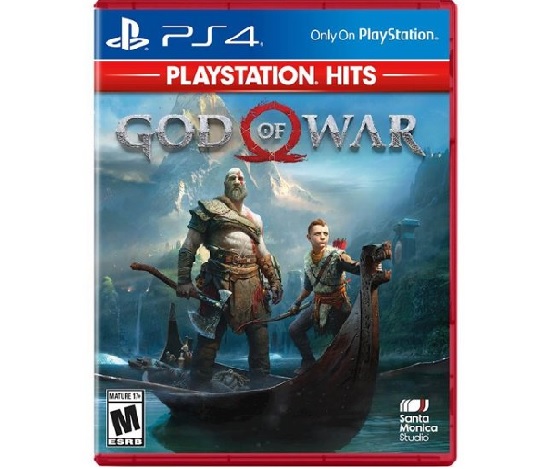 PS4
Only On PlayStation
PLAYSTATION HITS
GOD OF WAR
MATURE 17+
M
ESRB
Santa
Monica
Studio